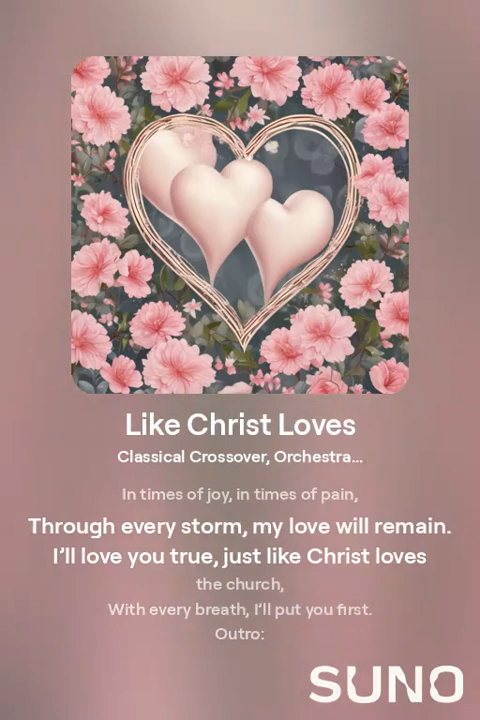 Like Christ Loves
Classical Crossover, Orchestra...
In times of joy, in times of pain,
Through every storm, my love will remain.
I’ll love you true, just like Christ loves
the church,
With every breath, I’ll put you first.
Outro:
SUNO